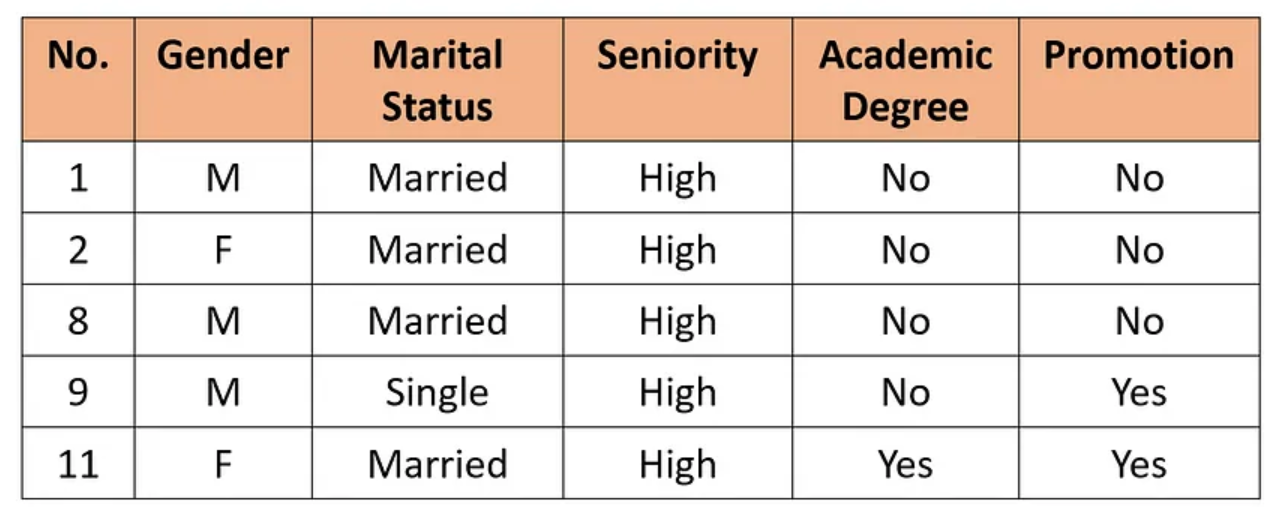 No. Gender Marital Status Seniority Academic Degree Promotion
1 M Married High No No
2 F Married High No No
8 M Married High No No
9 M Single High No Yes
11 F Married High Yes Yes